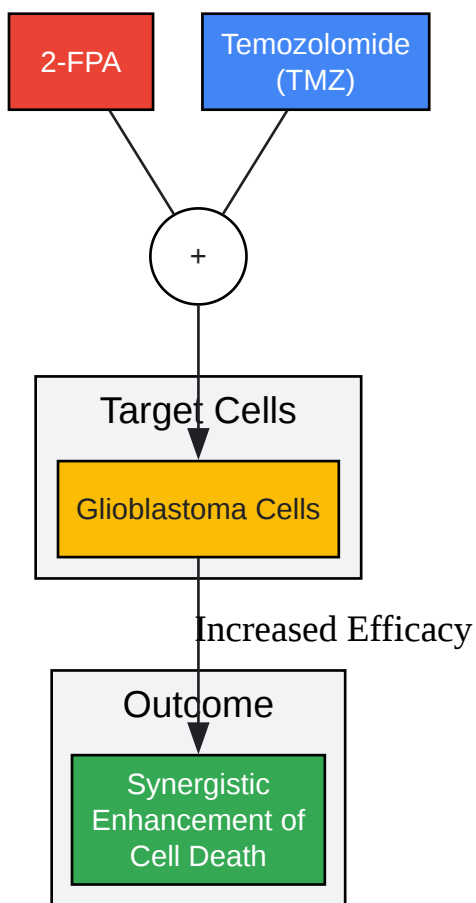 2-FPA
Temozolomide
(TMZ)
+
Target Cells
Glioblastoma Cells
Increased Efficacy
Outcome
Synergistic
Enhancement of
Cell Death